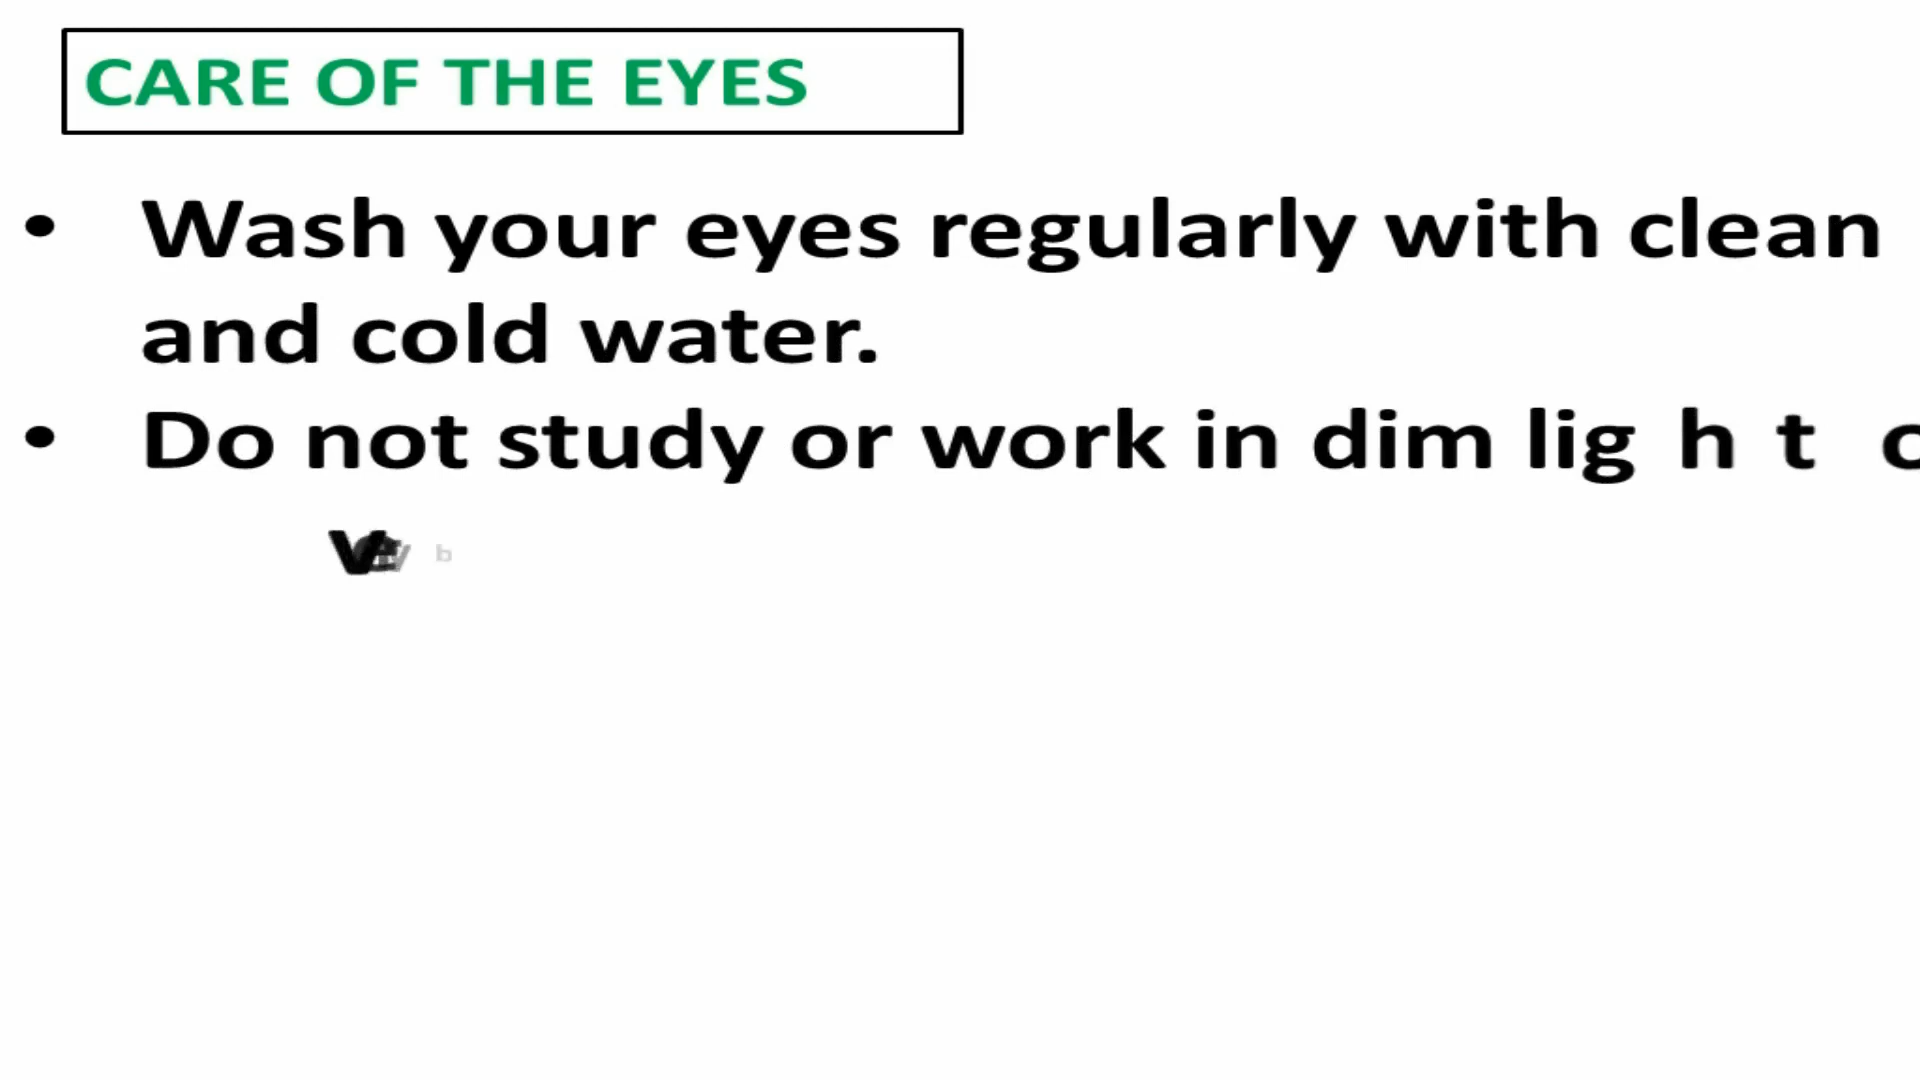 CARE OF THE EYES
• Wash your eyes regularly with clean
and cold water.
• Do not study or work in dim light